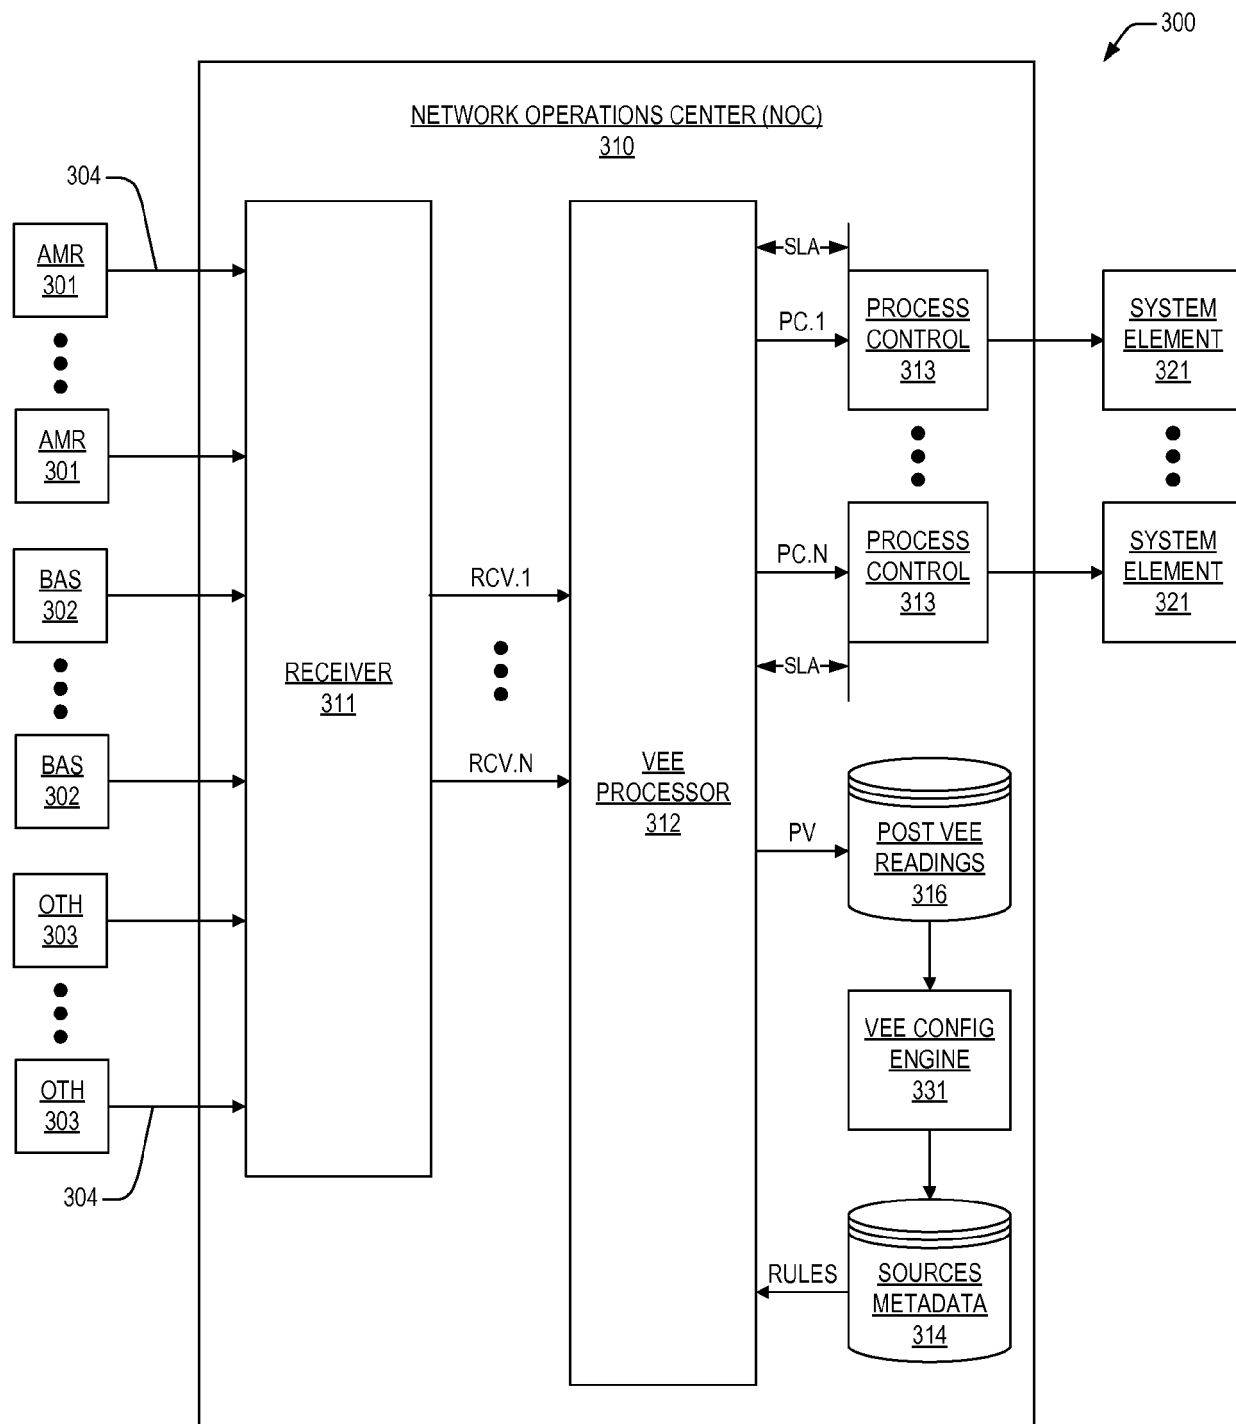 300
NETWORK OPERATIONS CENTER (NOC)
310
304
AMR
301
AMR
301
BAS
302
BAS
302
OTH
303
OTH
303
304
RECEIVER
311
RCV.1
RCV.N
VEE
PROCESSOR
312
SLA
PC.1
PROCESS
CONTROL
313
SYSTEM
ELEMENT
321
PC.N
PROCESS
CONTROL
313
SYSTEM
ELEMENT
321
SLA
PV
POST VEE
READINGS
316
VEE CONFIG
ENGINE
331
RULES
SOURCES
METADATA
314